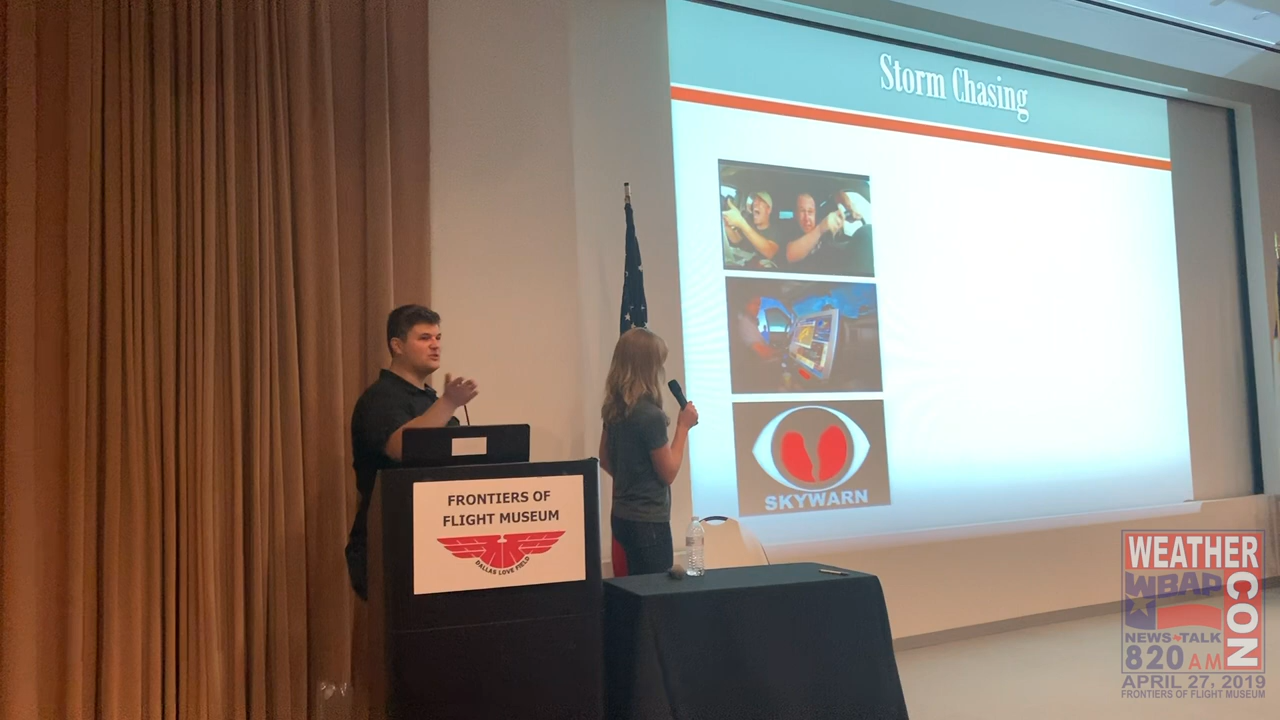 Storm Chasing
SKYWARN
FRONTIERS OF
FLIGHT MUSEUM
DALLAS LOVE FIELD
WEATHER
CON
WBAP
NEWS TALK
820 AM
APRIL 27, 2019
FRONTIERS OF FLIGHT MUSEUM